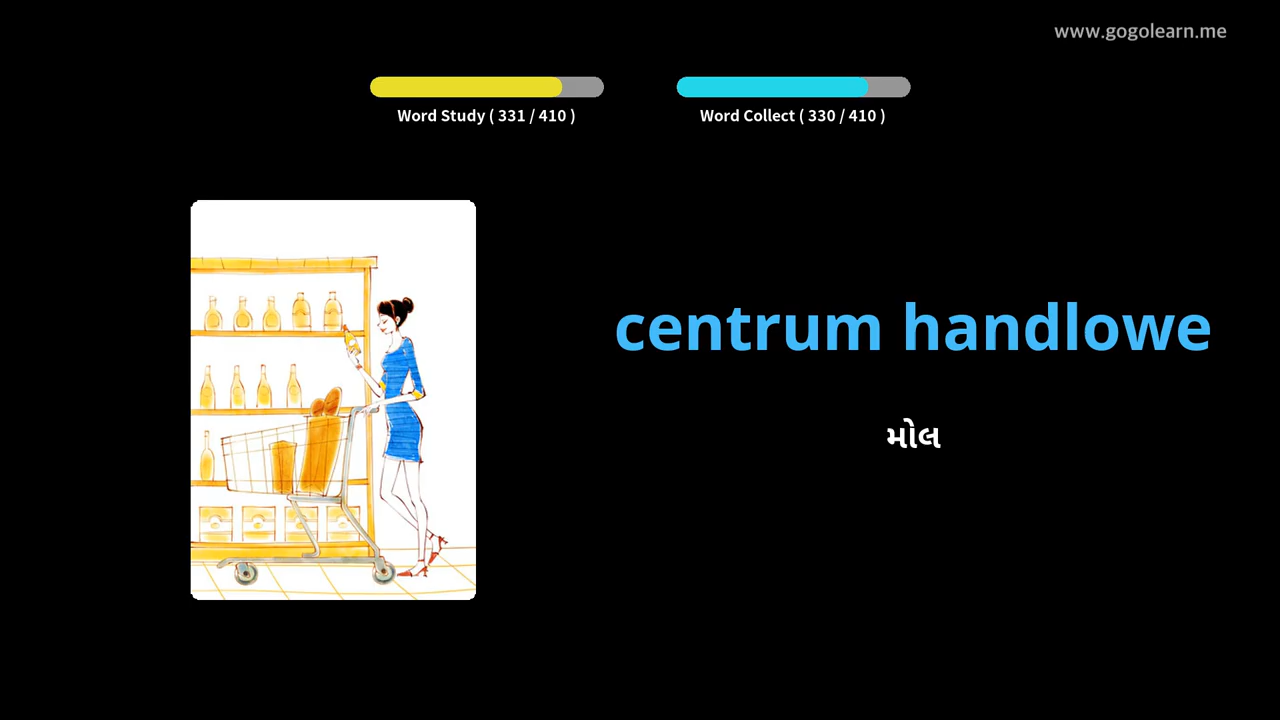 www.gogolearn.me
Word Study ( 331 / 410 )
Word Collect ( 330 / 410 )
centrum handlowe
મોલ